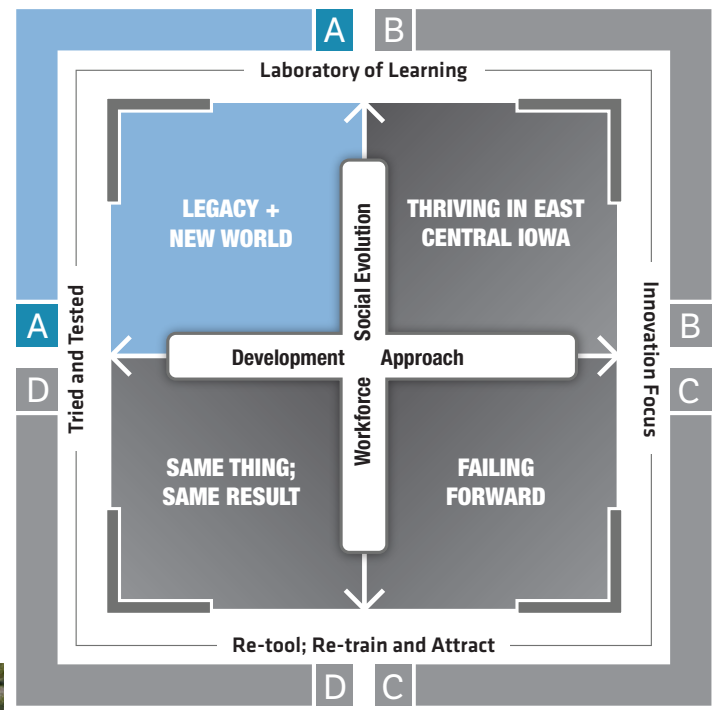 A B
Laboratory of Learning
LEGACY +
NEW WORLD
THRIVING IN EAST
CENTRAL IOWA
Workforce Social Evolution
Development Approach
Tried and Tested
Innovation Focus
A
B
D
C
SAME THING;
SAME RESULT
FAILING
FORWARD
Re-tool; Re-train and Attract
D C